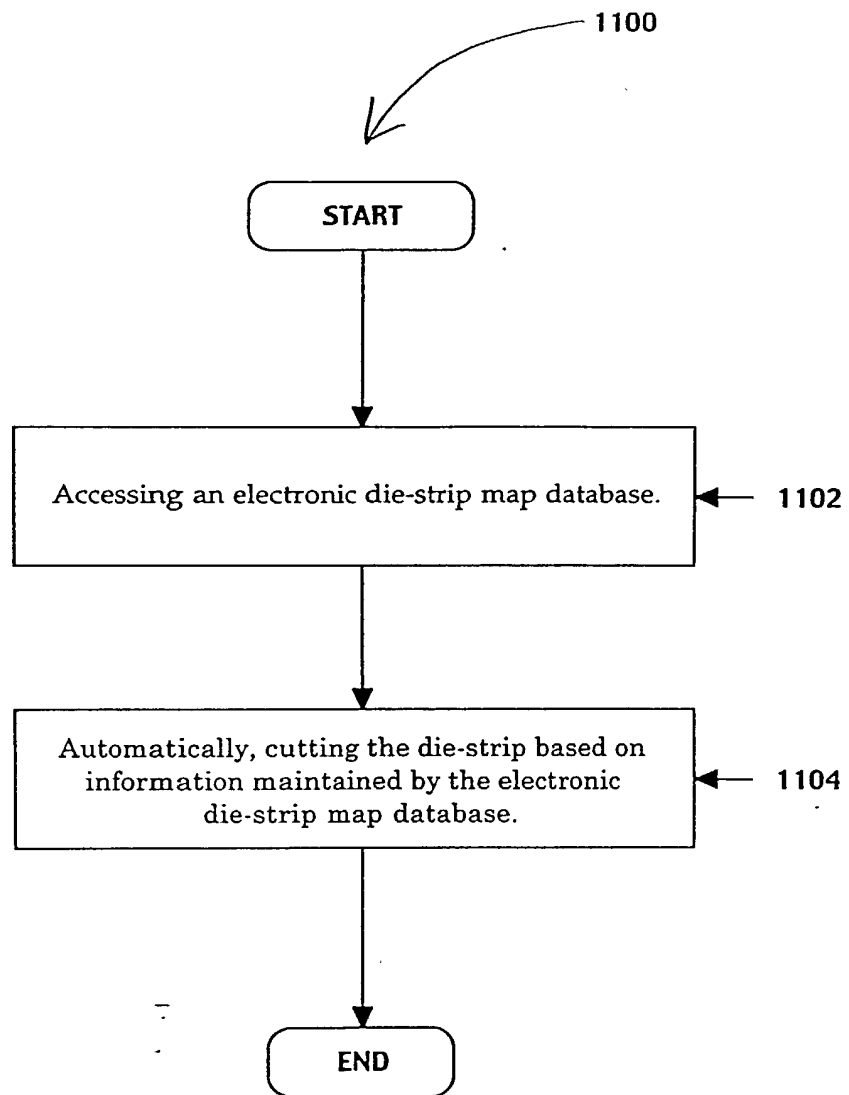 1100
START
Accessing an electronic die-strip map database.
1102
Automatically, cutting the die-strip based on
information maintained by the electronic
die-strip map database.
1104
END